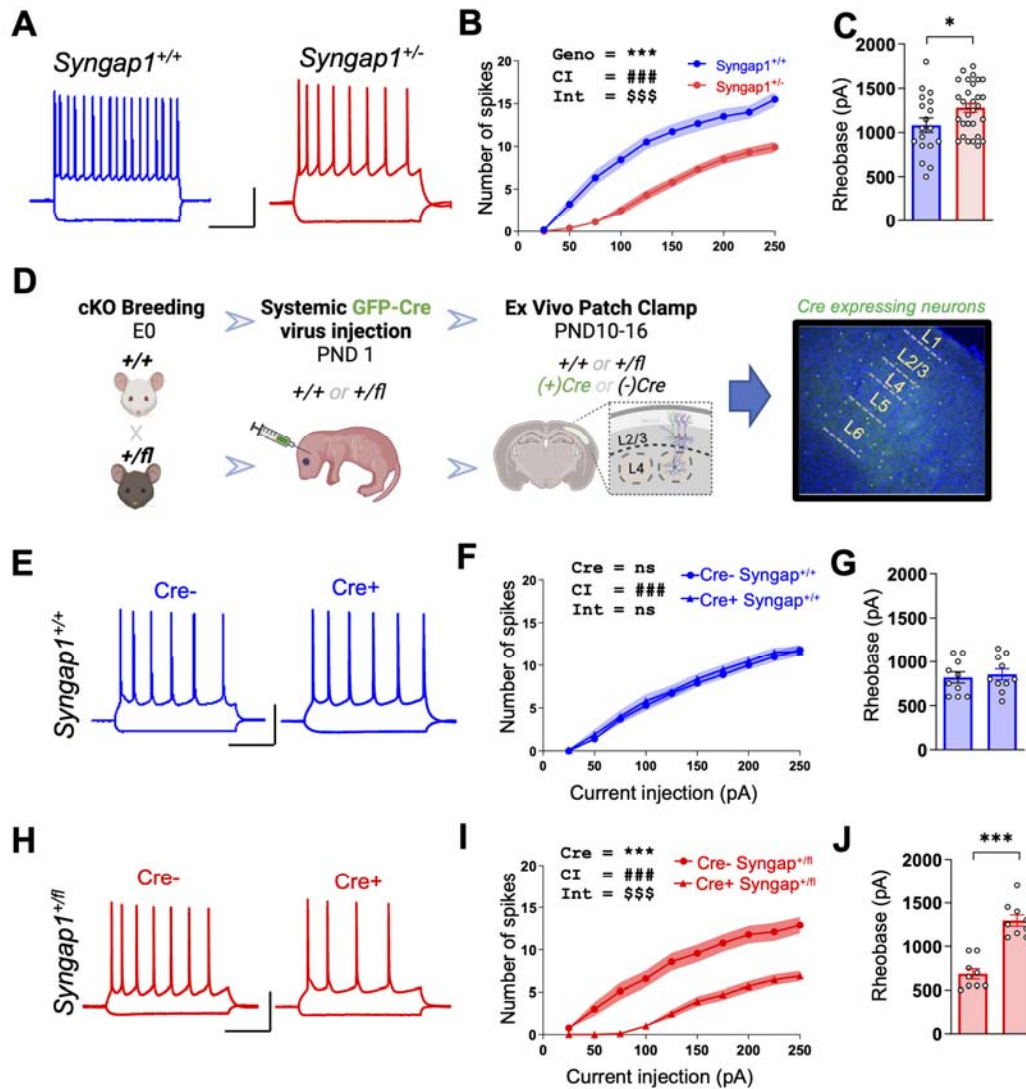 A
Syngap1+/+
Syngap1+/-
B
Geno = ★★★
CI = ###
Int = $$$
Syngap1+/+
Syngap1+/-
Number of spikes
20
15
10
5
0
0 50 100 150 200 250
C
*
Rheobase (pA)
2000
1500
1000
500
0
D
cKO Breeding
E0
+/+
X
+/fl
Systemic GFP-Cre
virus injection
PND 1
+/+ or +/fl
Ex Vivo Patch Clamp
PND10-16
+/+ or +/fl
(+)Cre or (-)Cre
L2/3
L4
Cre expressing neurons
L1
L2/3
L4
L5
L6
E
Syngap1+/+
Cre-
Cre+
F
Cre = ns
CI = ###
Int = ns
Cre- Syngap+/+
Cre+ Syngap+/+
Number of spikes
20
15
10
5
0
0 50 100 150 200 250
Current injection (pA)
G
Rheobase (pA)
2000
1500
1000
500
0
H
Syngap1+/fl
Cre-
Cre+
I
Cre = ★★★
CI = ###
Int = $$$
Cre- Syngap+/fl
Cre+ Syngap+/fl
Number of spikes
20
15
10
5
0
0 50 100 150 200 250
Current injection (pA)
J
***
Rheobase (pA)
2000
1500
1000
500
0